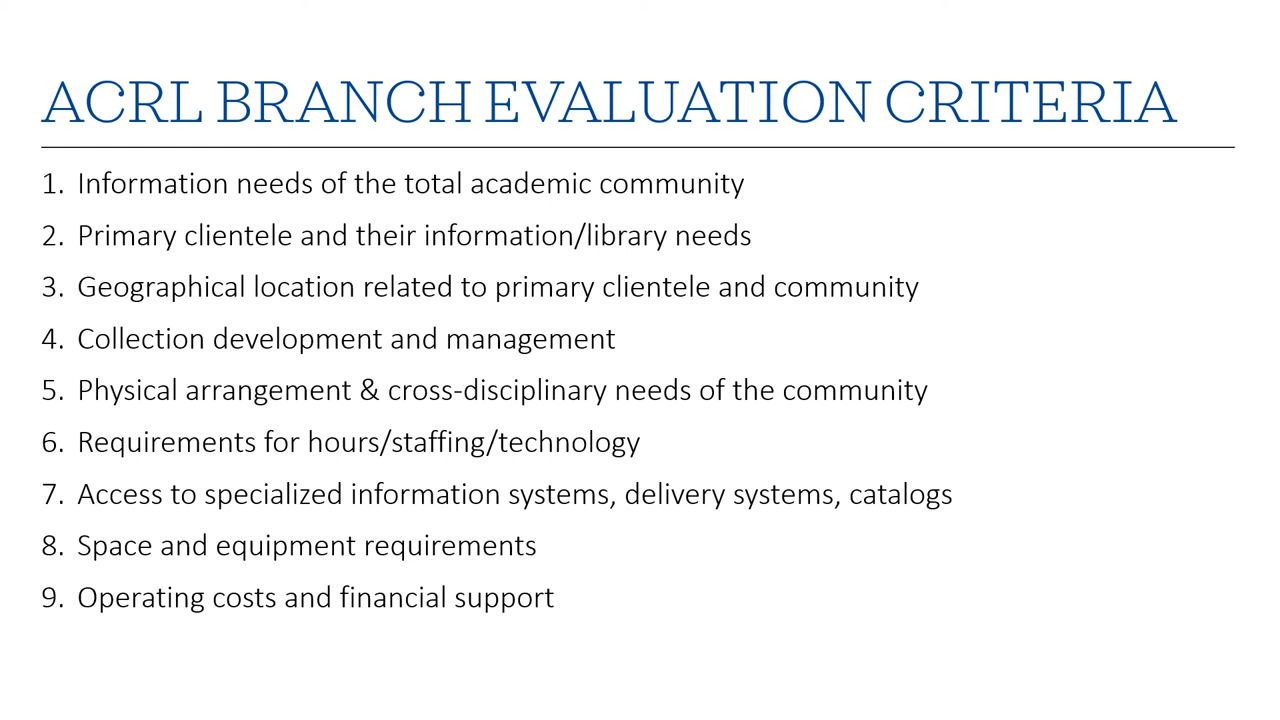 ACRL BRANCH EVALUATION CRITERIA
1. Information needs of the total academic community
2. Primary clientele and their information/library needs
3. Geographical location related to primary clientele and community
4. Collection development and management
5. Physical arrangement & cross-disciplinary needs of the community
6. Requirements for hours/staffing/technology
7. Access to specialized information systems, delivery systems, catalogs
8. Space and equipment requirements
9. Operating costs and financial support